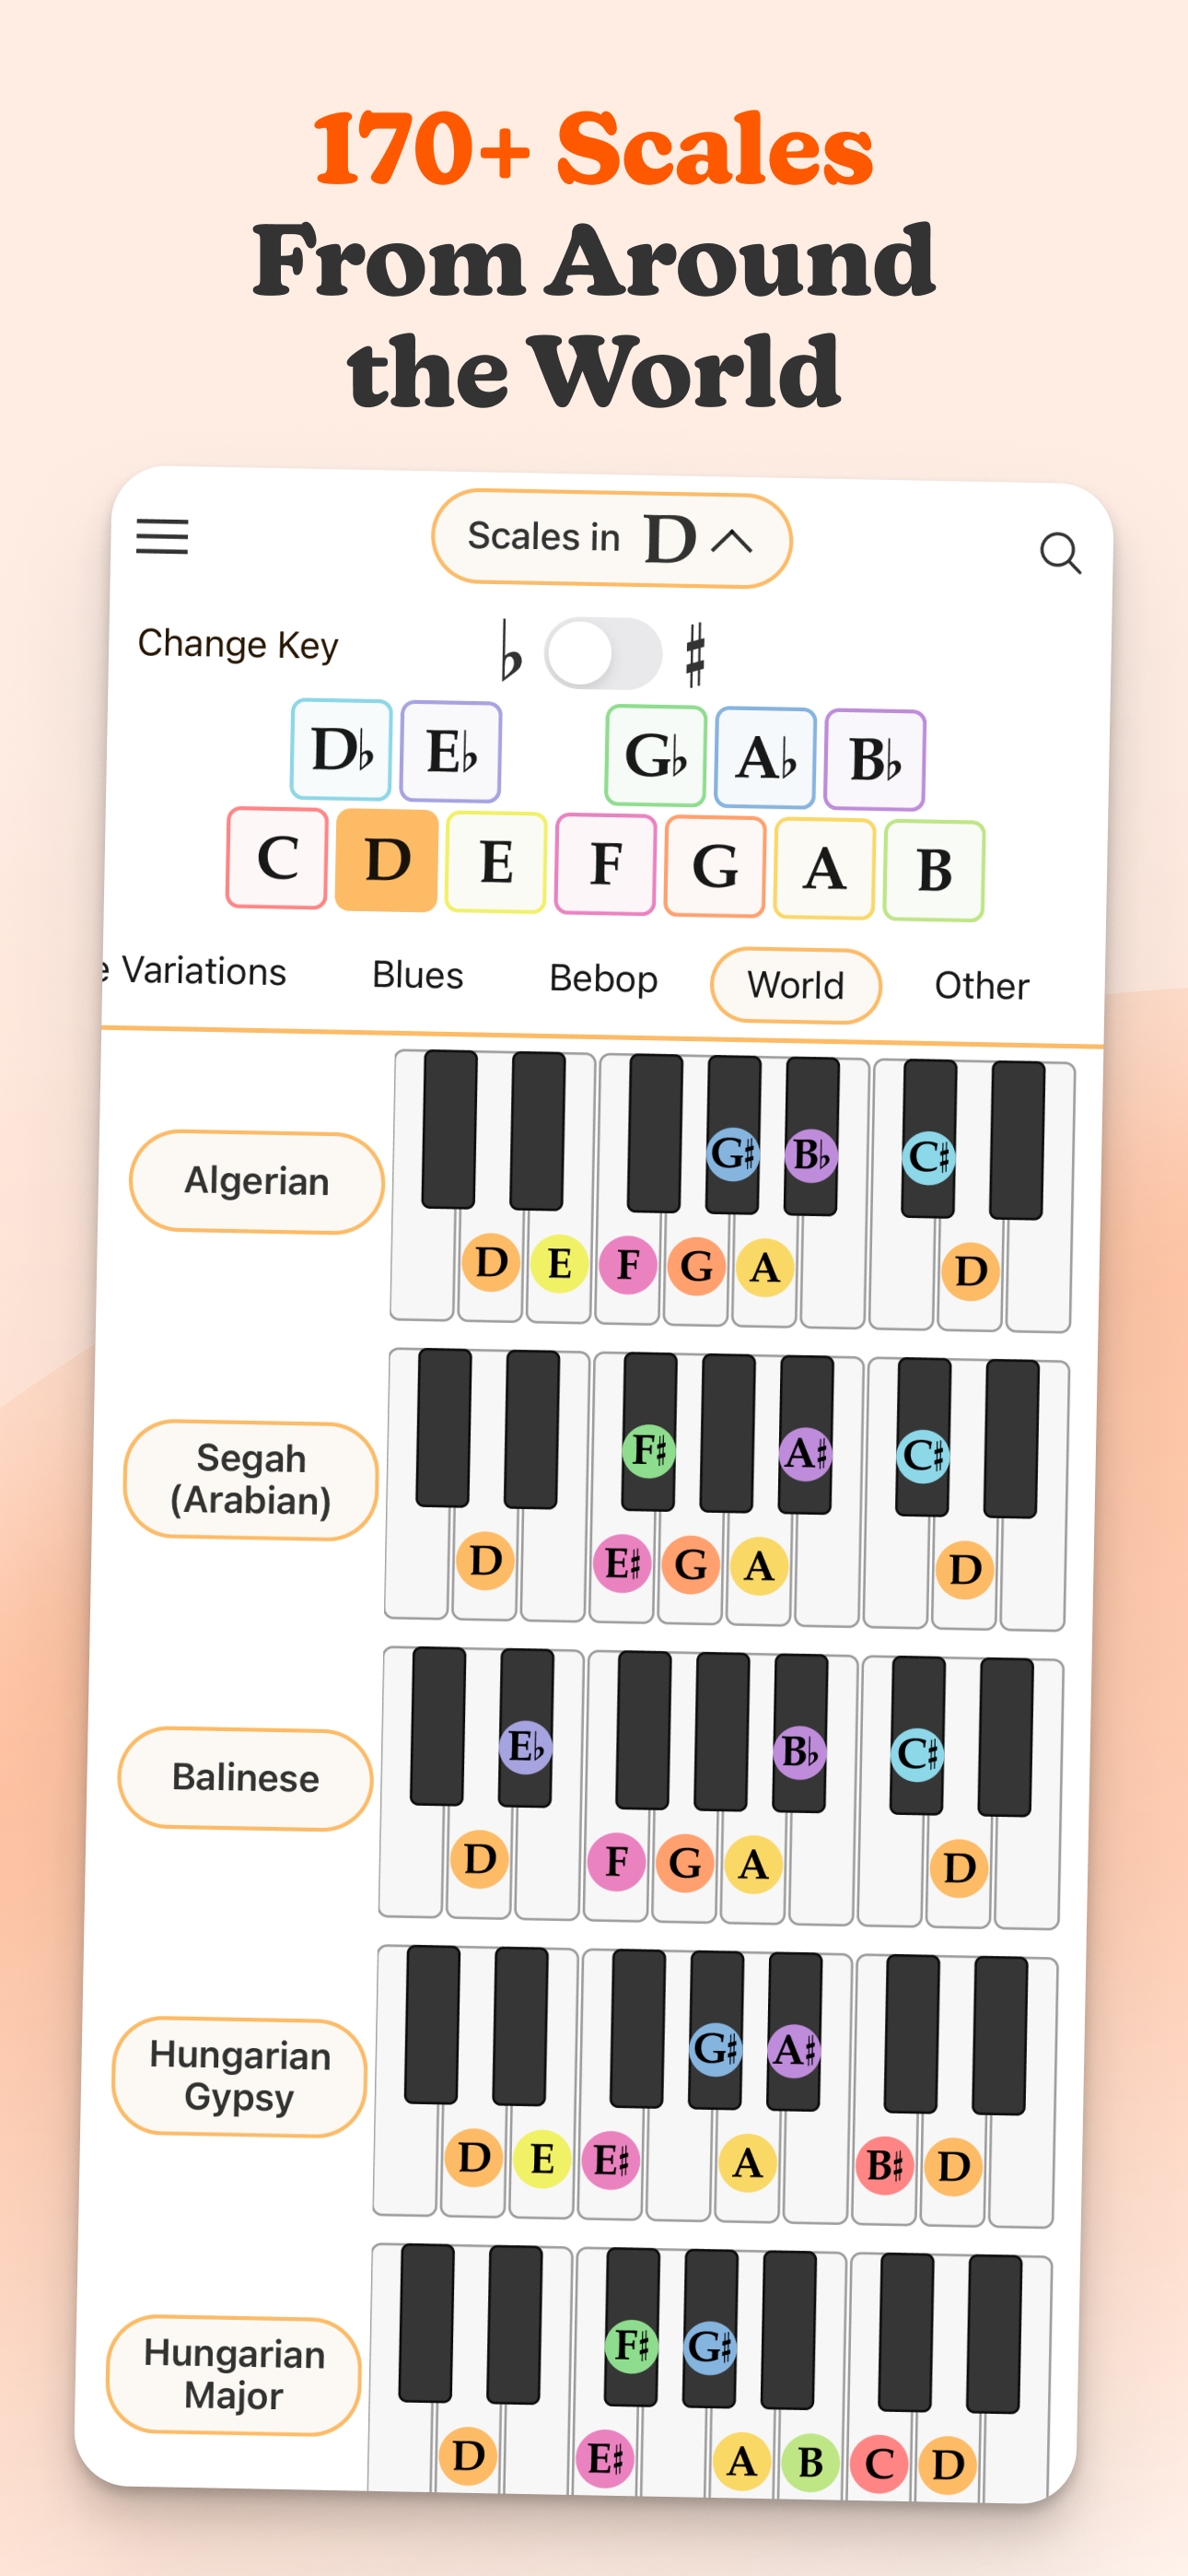 170+ Scales
From Around
the World
Scales in D
Change Key ♭ ♯
D♭ E♭ G♭ A♭ B♭
C D E F G A B
e Variations Blues Bebop World Other
Algerian
G♯ B♭ C♯
D E F G A D
Segah
(Arabian)
F♯ A♯ C♯
D E♯ G A D
Balinese
E♭ B♭ C♯
D F G A D
Hungarian
Gypsy
G♯ A♯
D E E♯ A B♯ D
Hungarian
Major
F♯ G♯
D E♯ A B C D